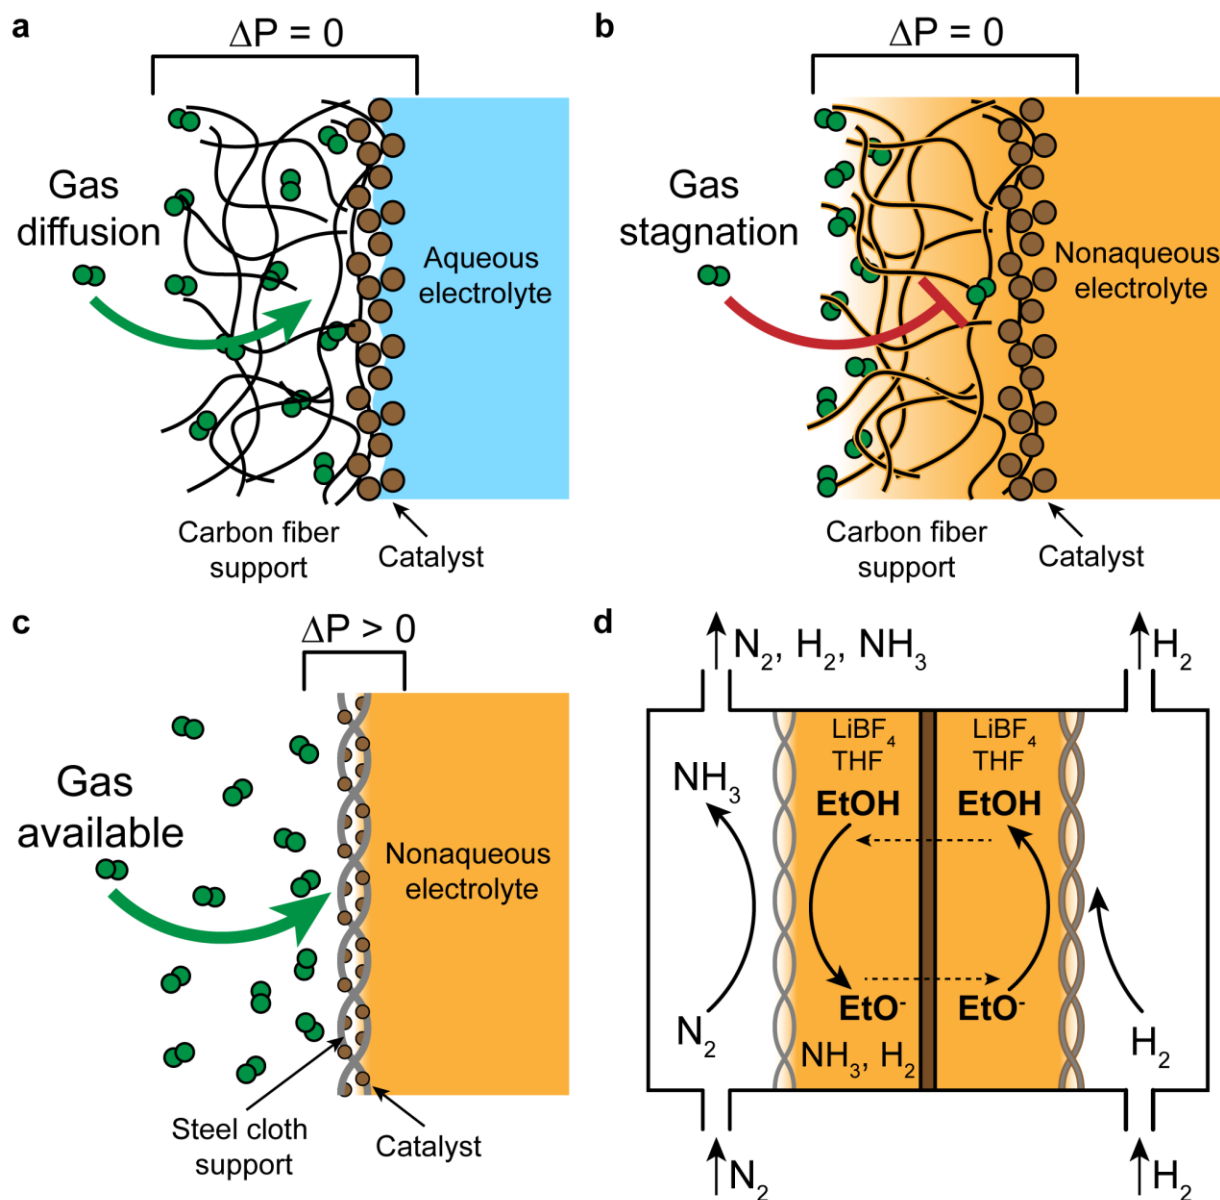 a
ΔP = 0
Gas
diffusion
Aqueous
electrolyte
Carbon fiber
support
Catalyst
b
ΔP = 0
Gas
stagnation
Nonaqueous
electrolyte
Carbon fiber
support
Catalyst
c
ΔP > 0
Gas
available
Nonaqueous
electrolyte
Steel cloth
support
Catalyst
d
N₂, H₂, NH₃
H₂
LiBF₄
THF
LiBF₄
THF
NH₃
EtOH
EtOH
EtO⁻
EtO⁻
N₂
NH₃, H₂
H₂
N₂
H₂